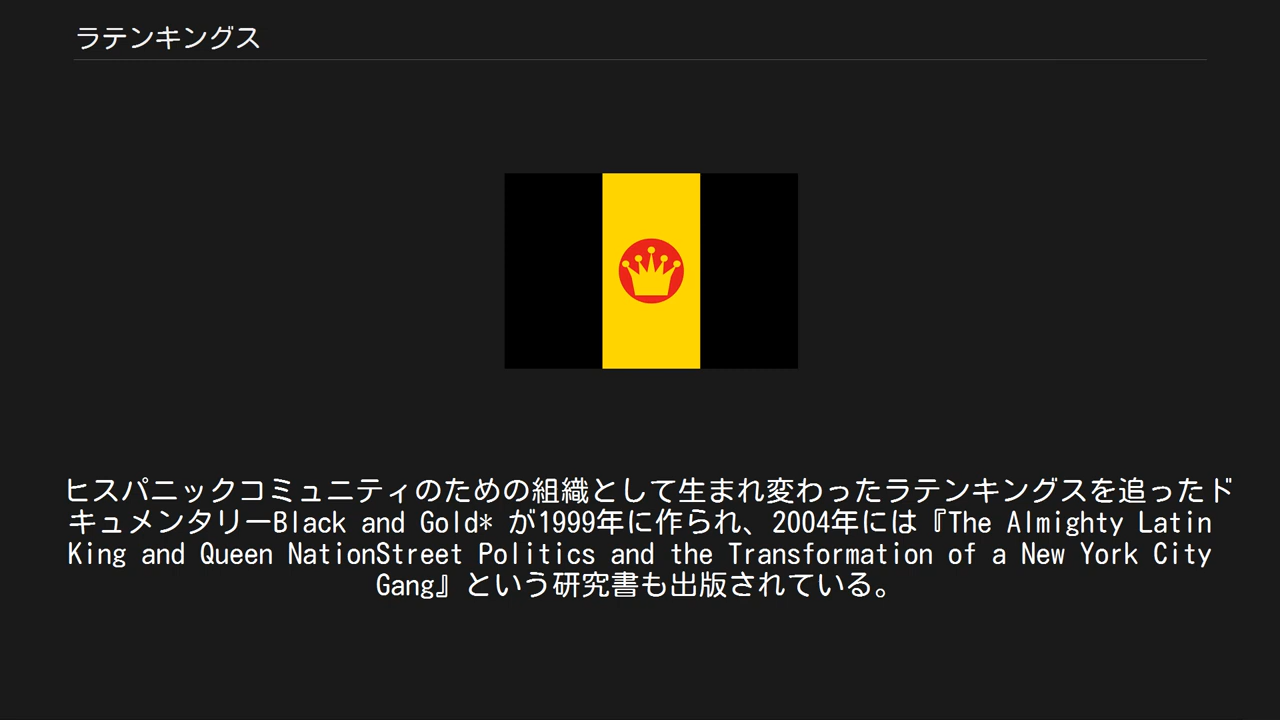 ラテンキングス
ヒスパニックコミュニティのための組織として生まれ変わったラテンキングスを追ったド
キュメンタリーBlack and Gold* が1999年に作られ、2004年には『The Almighty Latin
King and Queen NationStreet Politics and the Transformation of a New York City
Gang』という研究書も出版されている。